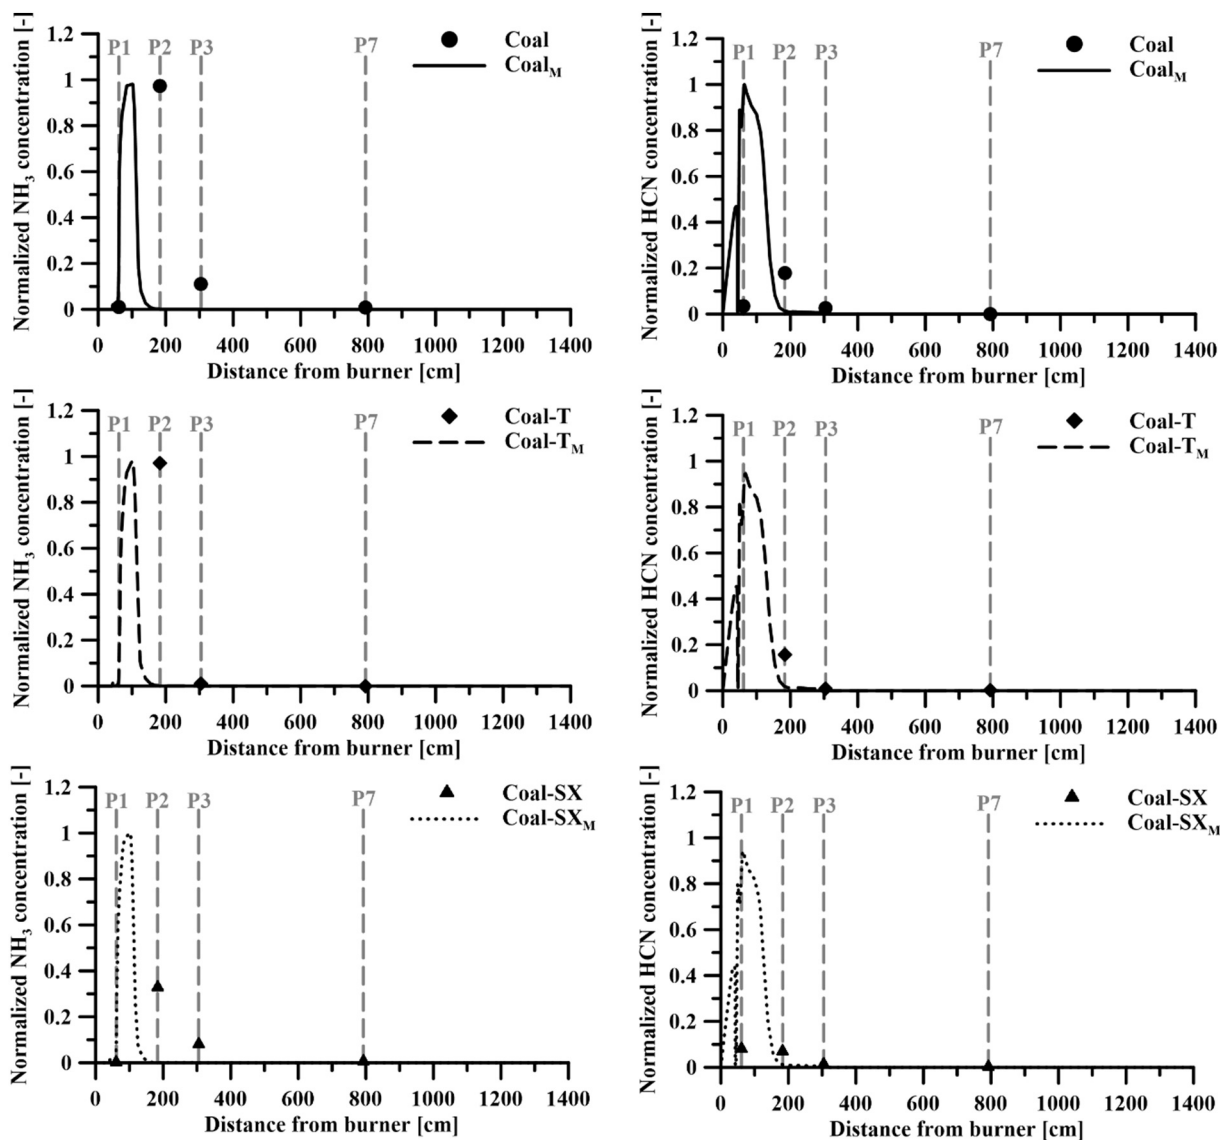 Normalized NH3 concentration [-]
1.2
1
0.8
0.6
0.4
0.2
0
P1 P2 P3 P7
Coal
CoalM
0 200 400 600 800 1000 1200 1400
Distance from burner [cm]
Normalized HCN concentration [-]
1.2
1
0.8
0.6
0.4
0.2
0
P1 P2 P3 P7
Coal
CoalM
0 200 400 600 800 1000 1200 1400
Distance from burner [cm]
Normalized NH3 concentration [-]
1.2
1
0.8
0.6
0.4
0.2
0
P1 P2 P3 P7
Coal-T
Coal-TM
0 200 400 600 800 1000 1200 1400
Distance from burner [cm]
Normalized HCN concentration [-]
1.2
1
0.8
0.6
0.4
0.2
0
P1 P2 P3 P7
Coal-T
Coal-TM
0 200 400 600 800 1000 1200 1400
Distance from burner [cm]
Normalized NH3 concentration [-]
1.2
1
0.8
0.6
0.4
0.2
0
P1 P2 P3 P7
Coal-SX
Coal-SXM
0 200 400 600 800 1000 1200 1400
Distance from burner [cm]
Normalized HCN concentration [-]
1.2
1
0.8
0.6
0.4
0.2
0
P1 P2 P3 P7
Coal-SX
Coal-SXM
0 200 400 600 800 1000 1200 1400
Distance from burner [cm]